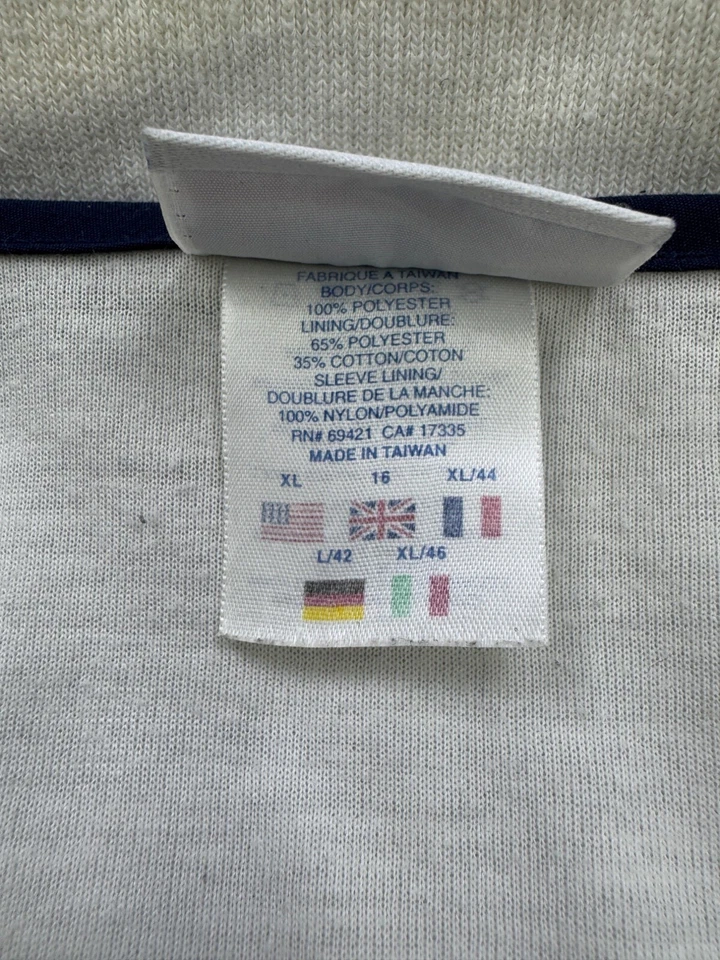 FABRIQUE A TAIWAN
BODY/CORPS:
100% POLYESTER
LINING/DOUBLURE:
65% POLYESTER
35% COTTON/COTON
SLEEVE LINING/
DOUBLURE DE LA MANCHE:
100% NYLON/POLYAMIDE
RN# 69421 CA# 17335
MADE IN TAIWAN
XL 16 XL/44
L/42 XL/46